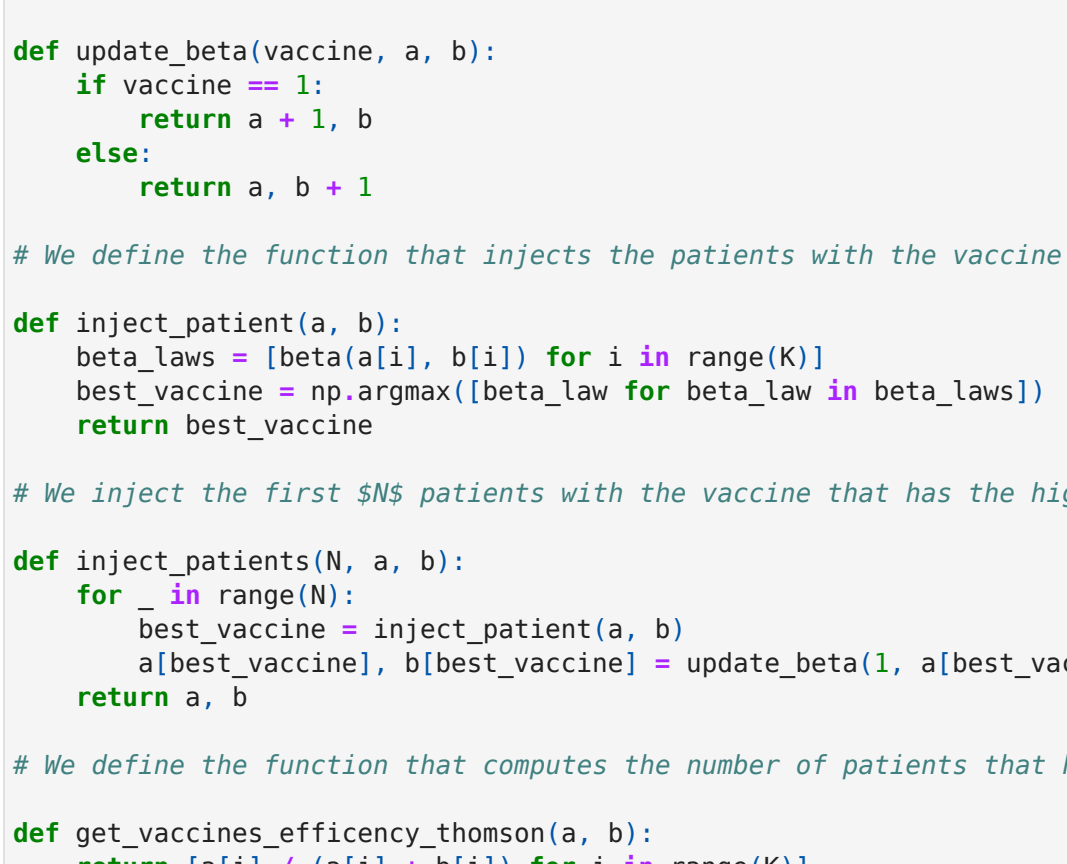 def update_beta(vaccine, a, b):
    if vaccine == 1:
        return a + 1, b
    else:
        return a, b + 1
# We define the function that injects the patients with the vaccine
def inject_patient(a, b):
    beta_laws = [beta(a[i], b[i]) for i in range(K)]
    best_vaccine = np.argmax([beta_law for beta_law in beta_laws])
    return best_vaccine
# We inject the first $N$ patients with the vaccine that has the hig
def inject_patients(N, a, b):
    for _ in range(N):
        best_vaccine = inject_patient(a, b)
        a[best_vaccine], b[best_vaccine] = update_beta(1, a[best_vac
    return a, b
# We define the function that computes the number of patients that h
def get_vaccines_efficency_thomson(a, b):
    return [a[i] / (a[i] + b[i]) for i in range(K)]